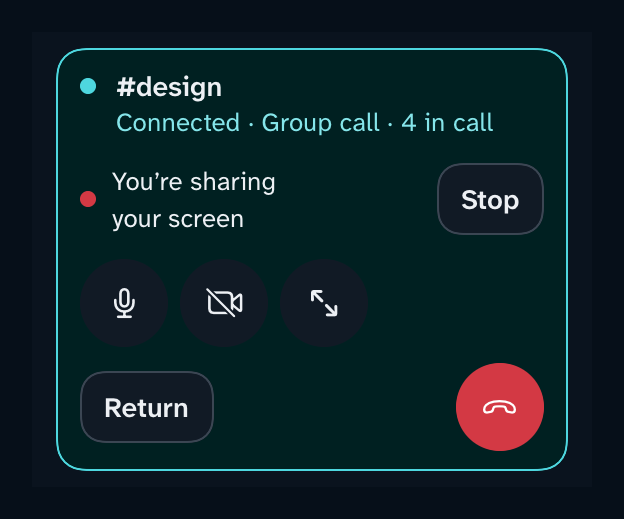 #design
Connected · Group call · 4 in call
You’re sharing
your screen
Stop
Return